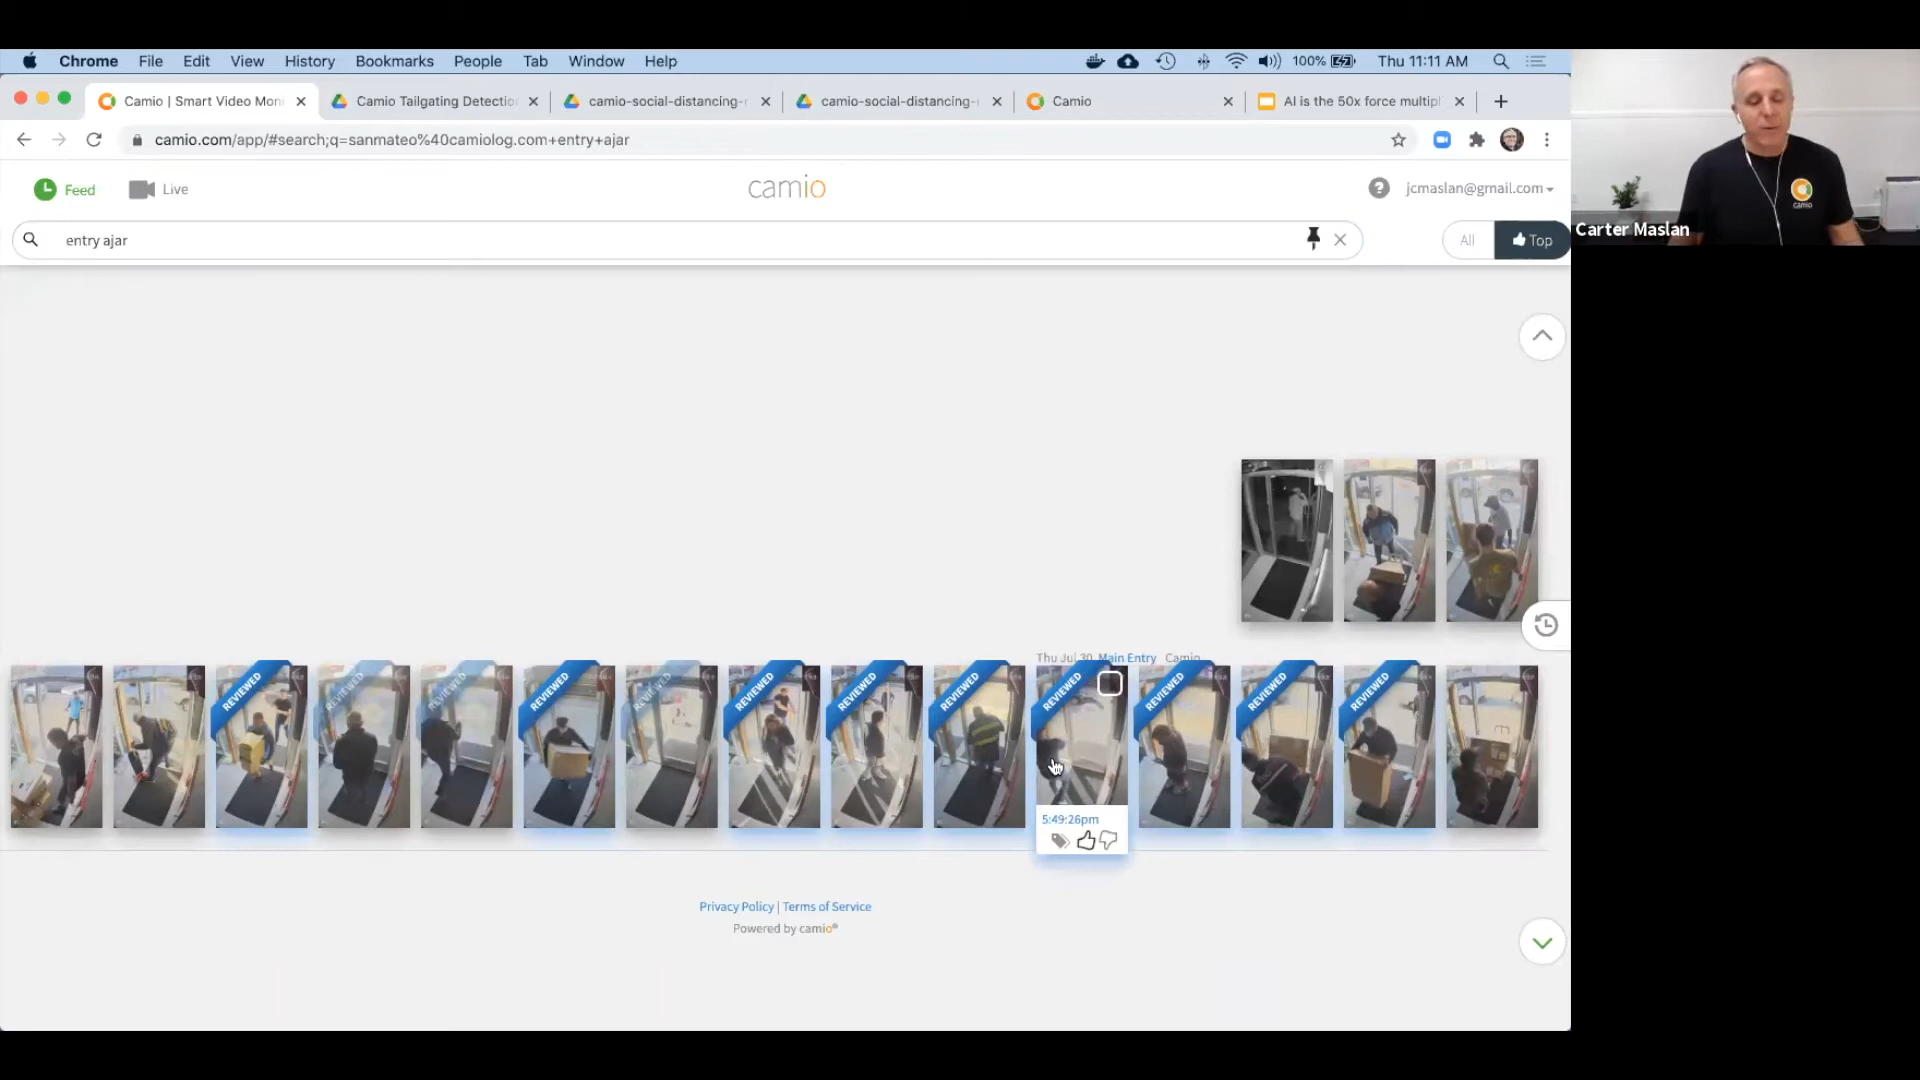 Chrome File Edit View History Bookmarks People Tab Window Help 100% Thu 11:11 AM
Camio | Smart Video Mon
Camio Tailgating Detectio
camio-social-distancing-
camio-social-distancing-
Camio
AI is the 50x force multipl
camio.com/app/#search;q=sanmateo%40camiolog.com+entry+ajar
Feed
Live
camio
jcmaslan@gmail.com
entry ajar
All
Top
camio
Carter Maslan
Thu Jul 30 Main Entry Camio
REVIEWED
REVIEWED
REVIEWED
REVIEWED
REVIEWED
REVIEWED
REVIEWED
REVIEWED
REVIEWED
REVIEWED
REVIEWED
REVIEWED
5:49:26pm
Privacy Policy | Terms of Service
Powered by camio®